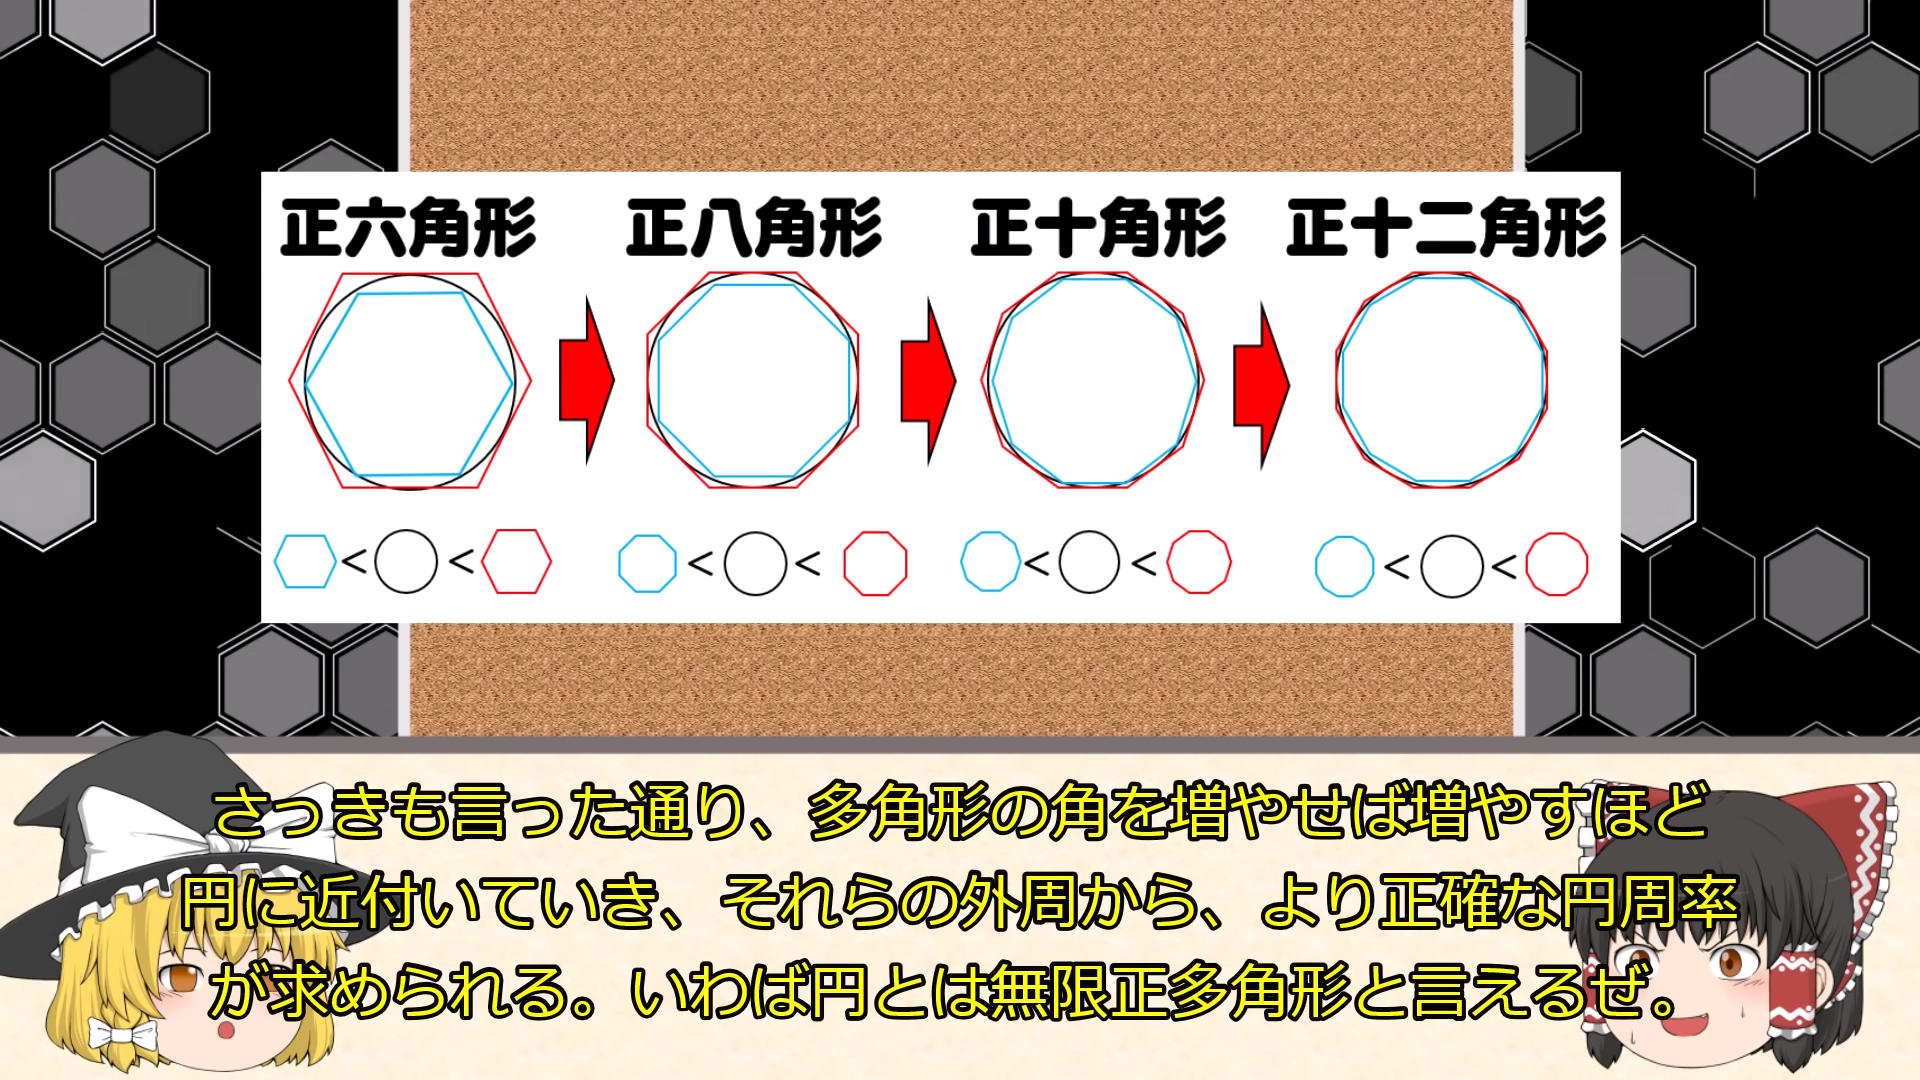 正六角形 正八角形 正十角形 正十二角形
< < < < < < < <
さっきも言った通り、多角形の角を増やせば増やすほど
円に近付いていき、それらの外周から、より正確な円周率
が求められる。いわば円とは無限正多角形と言えるぜ。